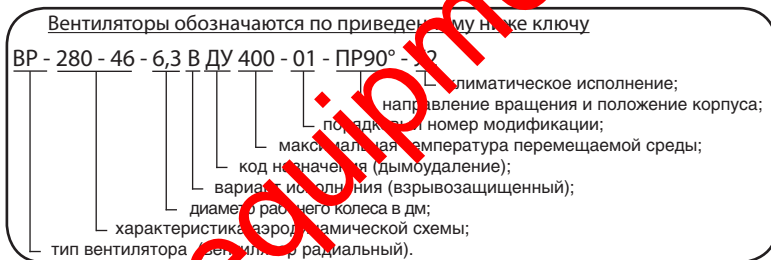 Вентиляторы обозначаются по приведенному ниже ключу
ВР - 280 - 46 - 6,3 В ДУ 400 - 01 - ПР90° - У2
климатическое исполнение;
направление вращения и положение корпуса;
порядковый номер модификации;
максимальная температура перемещаемой среды;
код назначения (дымоудаление);
вариант исполнения (взрывозащищенный);
диаметр рабочего колеса в дм;
характеристика аэродинамической схемы;
тип вентилятора (вентилятор радиальный).
equipme